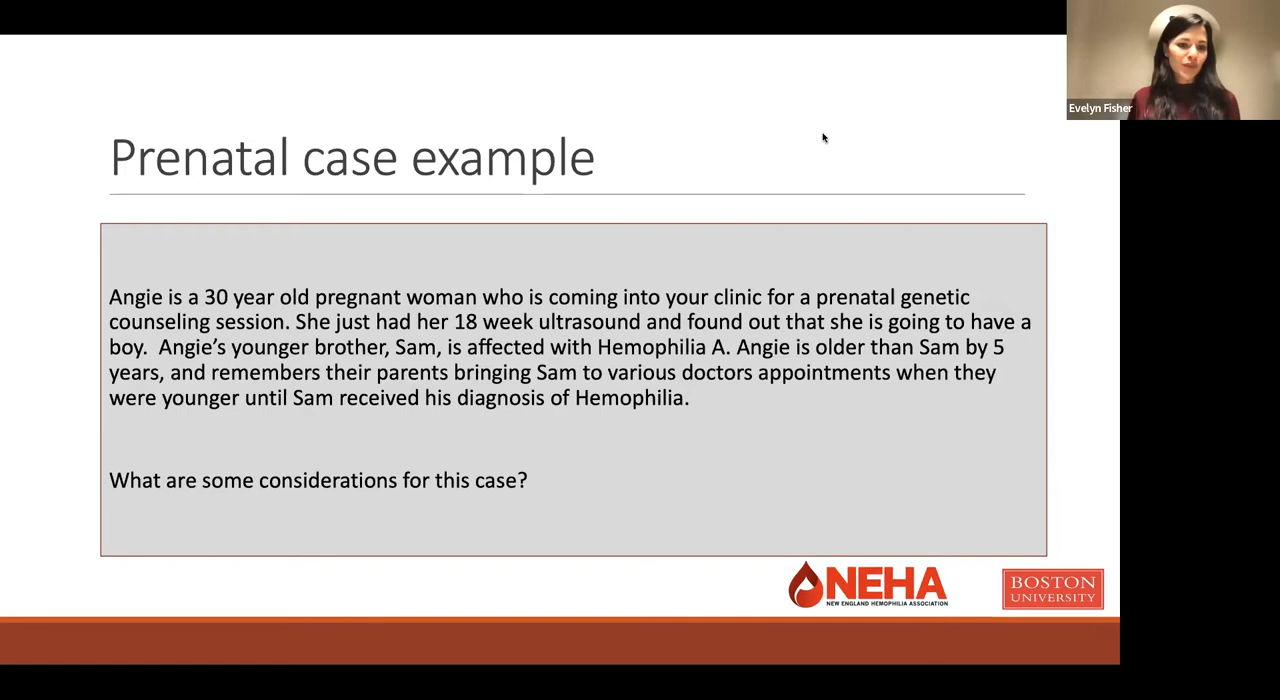 Evelyn Fisher
Prenatal case example
Angie is a 30 year old pregnant woman who is coming into your clinic for a prenatal genetic
counseling session. She just had her 18 week ultrasound and found out that she is going to have a
boy.  Angie’s younger brother, Sam, is affected with Hemophilia A. Angie is older than Sam by 5
years, and remembers their parents bringing Sam to various doctors appointments when they
were younger until Sam received his diagnosis of Hemophilia.
What are some considerations for this case?
NEHA
NEW ENGLAND HEMOPHILIA ASSOCIATION
BOSTON
UNIVERSITY